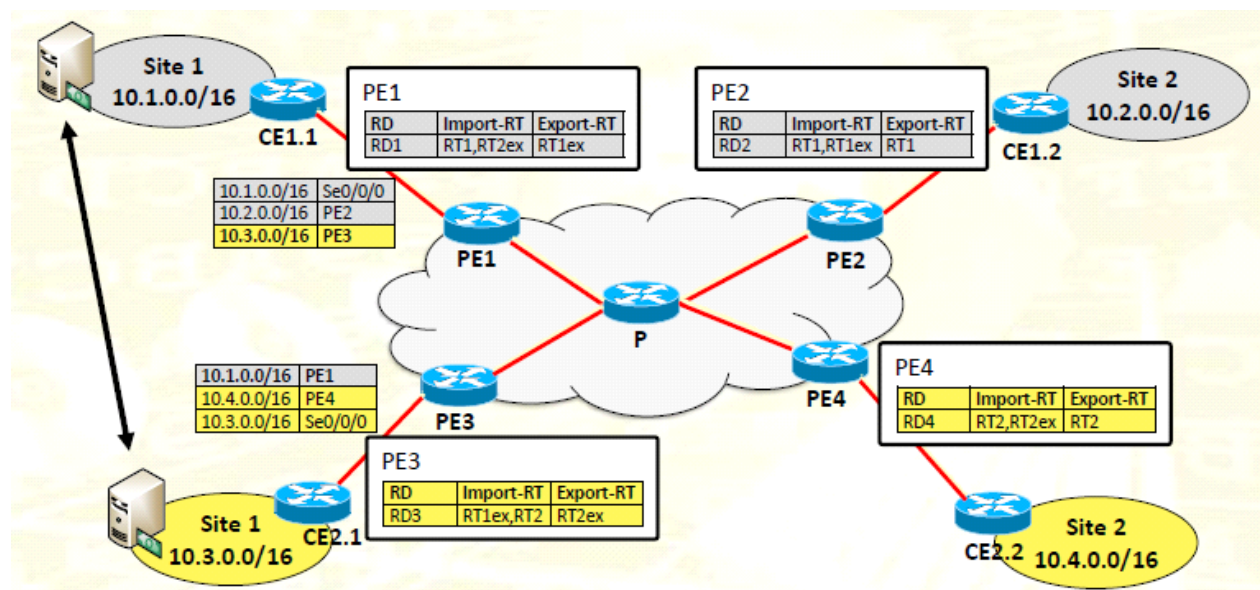 Site 1
10.1.0.0/16
CE1.1
PE1
RD Import-RT Export-RT
RD1 RT1,RT2ex RT1ex
PE2
RD Import-RT Export-RT
RD2 RT1,RT1ex RT1
Site 2
10.2.0.0/16
CE1.2
10.1.0.0/16 Se0/0/0
10.2.0.0/16 PE2
10.3.0.0/16 PE3
PE1
PE2
P
10.1.0.0/16 PE1
10.4.0.0/16 PE4
10.3.0.0/16 Se0/0/0
PE3
PE4
PE4
RD Import-RT Export-RT
RD4 RT2,RT2ex RT2
PE3
RD Import-RT Export-RT
RD3 RT1ex,RT2 RT2ex
Site 1
10.3.0.0/16
CE2.1
CE2.2
Site 2
10.4.0.0/16